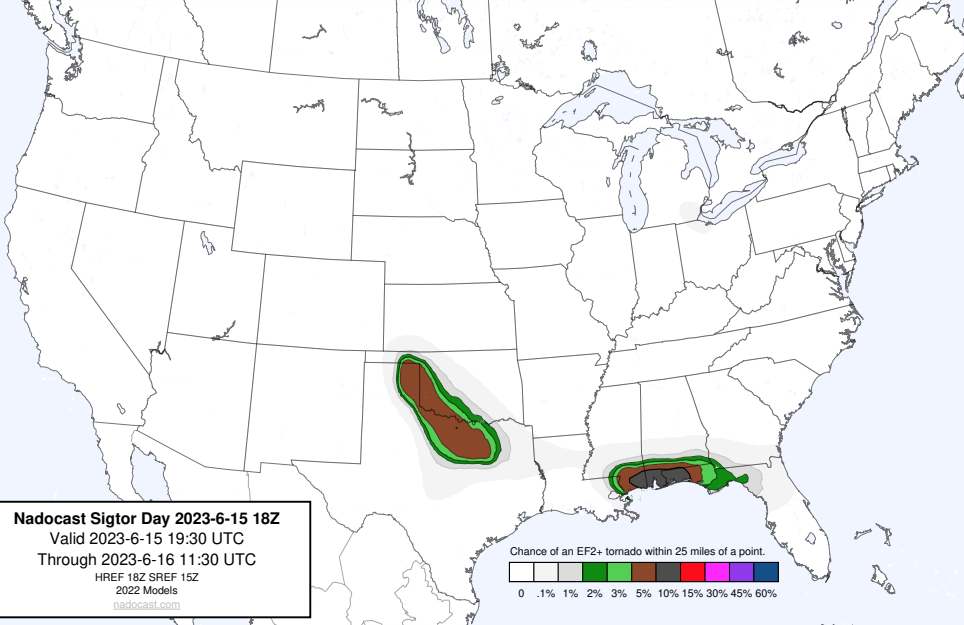 Nadocast Sigtor Day 2023-6-15 18Z
Valid 2023-6-15 19:30 UTC
Through 2023-6-16 11:30 UTC
HREF 18Z SREF 15Z
2022 Models
nadocast.com
Chance of an EF2+ tornado within 25 miles of a point.
0 .1% 1% 2% 3% 5% 10% 15% 30% 45% 60%